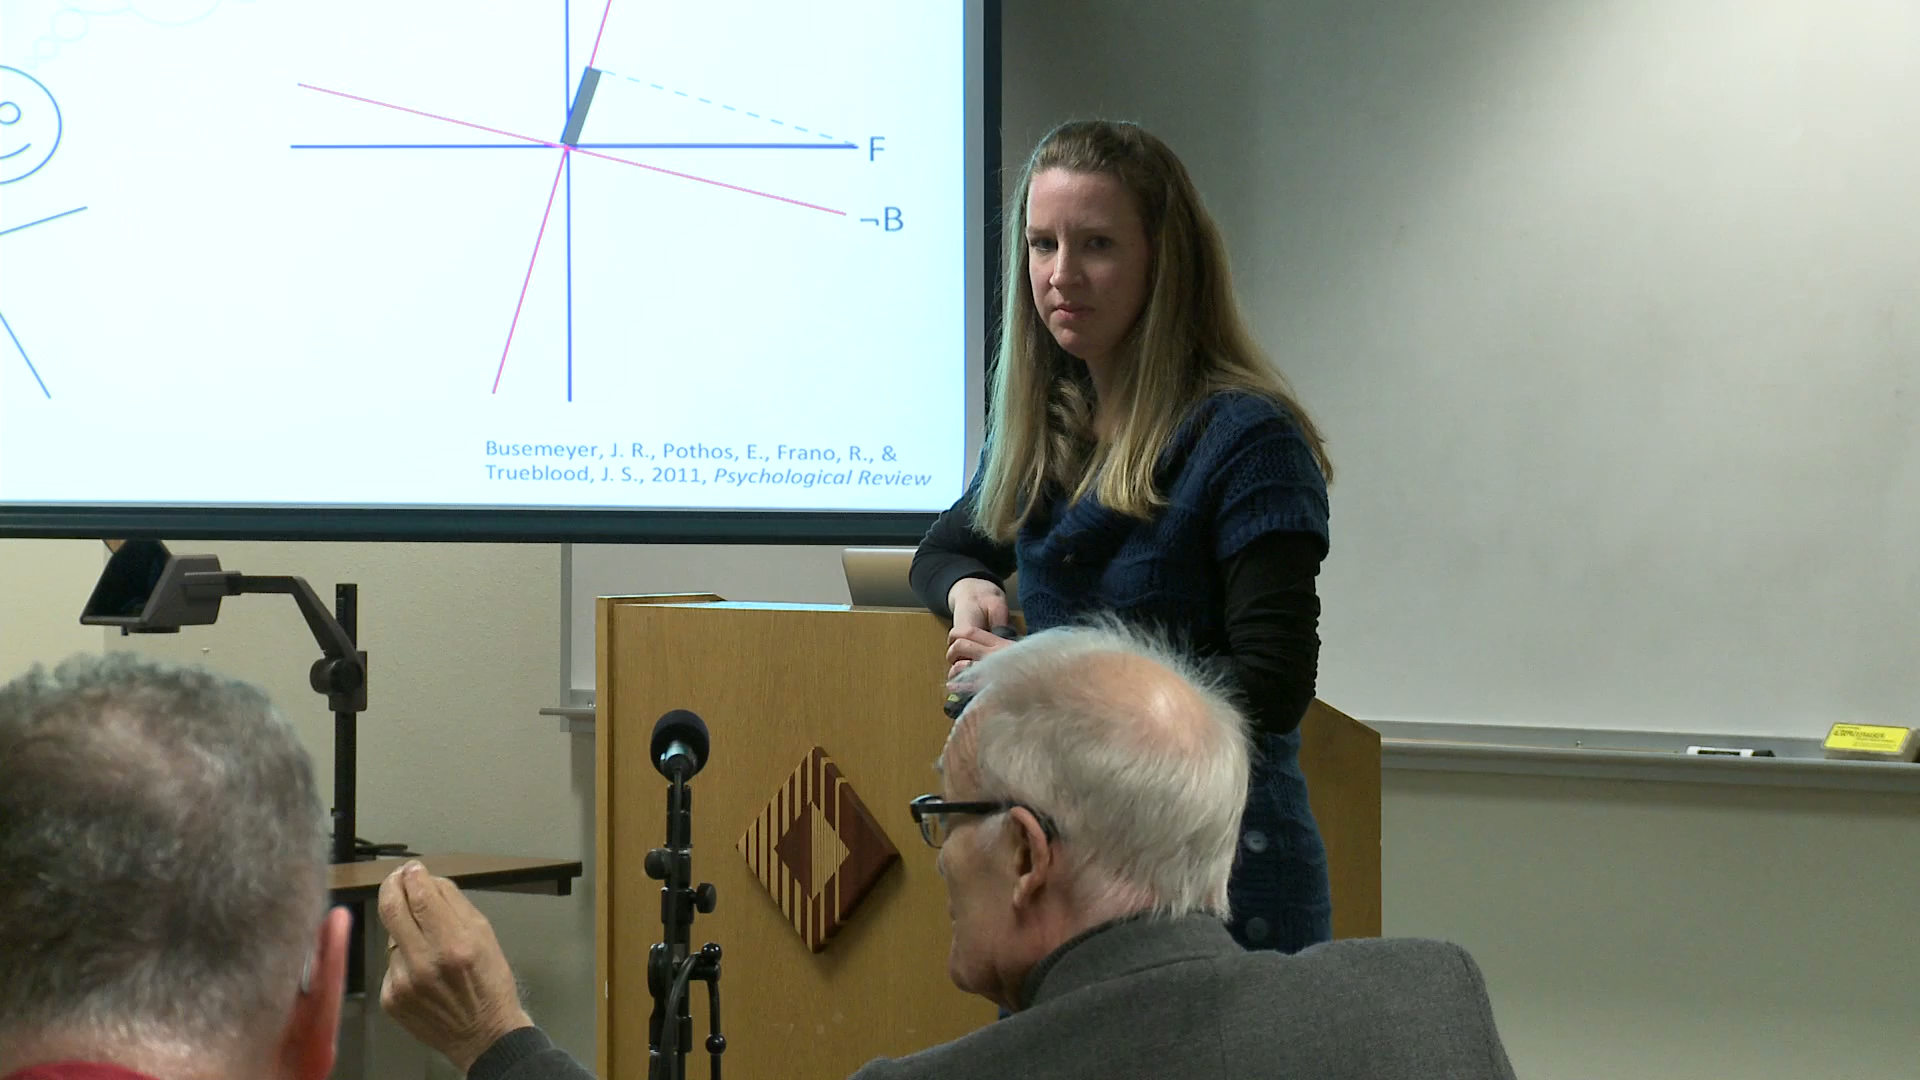 F
¬B
Busemeyer, J. R., Pothos, E., Frano, R., &
Trueblood, J. S., 2011, Psychological Review